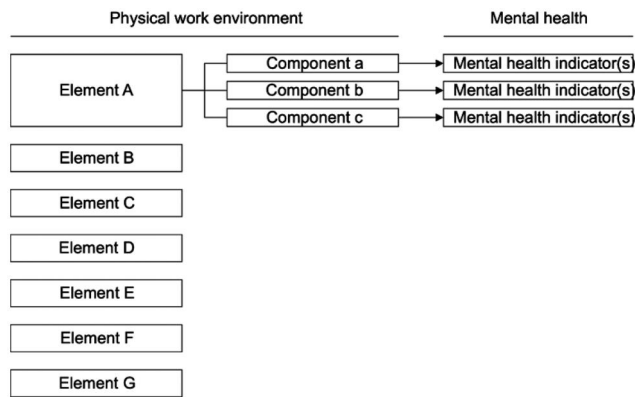 Physical work environment
Mental health
Element A
Component a
Mental health indicator(s)
Component b
Mental health indicator(s)
Component c
Mental health indicator(s)
Element B
Element C
Element D
Element E
Element F
Element G